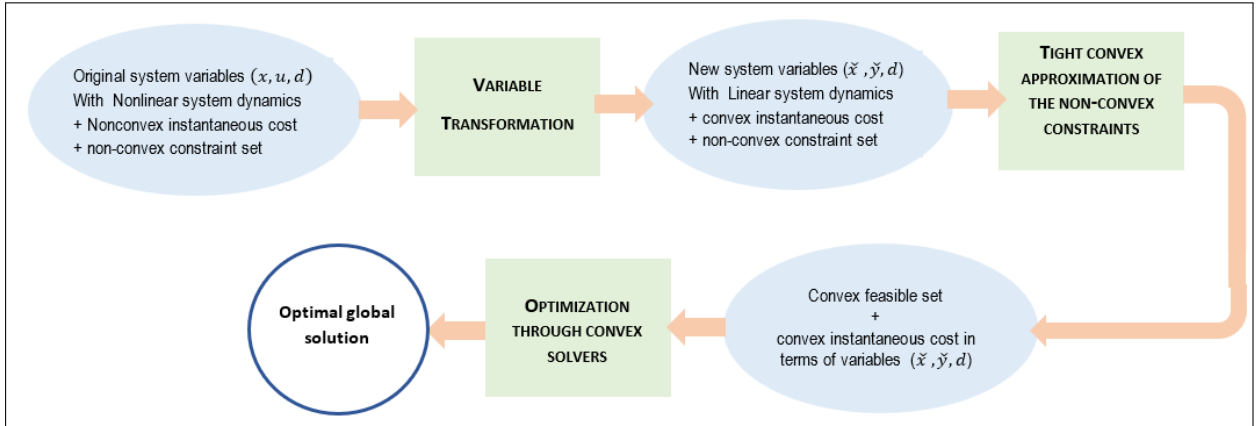 Original system variables (x, u, d)
With Nonlinear system dynamics
+ Nonconvex instantaneous cost
+ non-convex constraint set
VARIABLE
TRANSFORMATION
New system variables (x̌ , y̌, d)
With Linear system dynamics
+ convex instantaneous cost
+ non-convex constraint set
TIGHT CONVEX
APPROXIMATION OF
THE NON-CONVEX
CONSTRAINTS
Convex feasible set
+
convex instantaneous cost in
terms of variables (x̌ , y̌, d)
OPTIMIZATION
THROUGH CONVEX
SOLVERS
Optimal global
solution